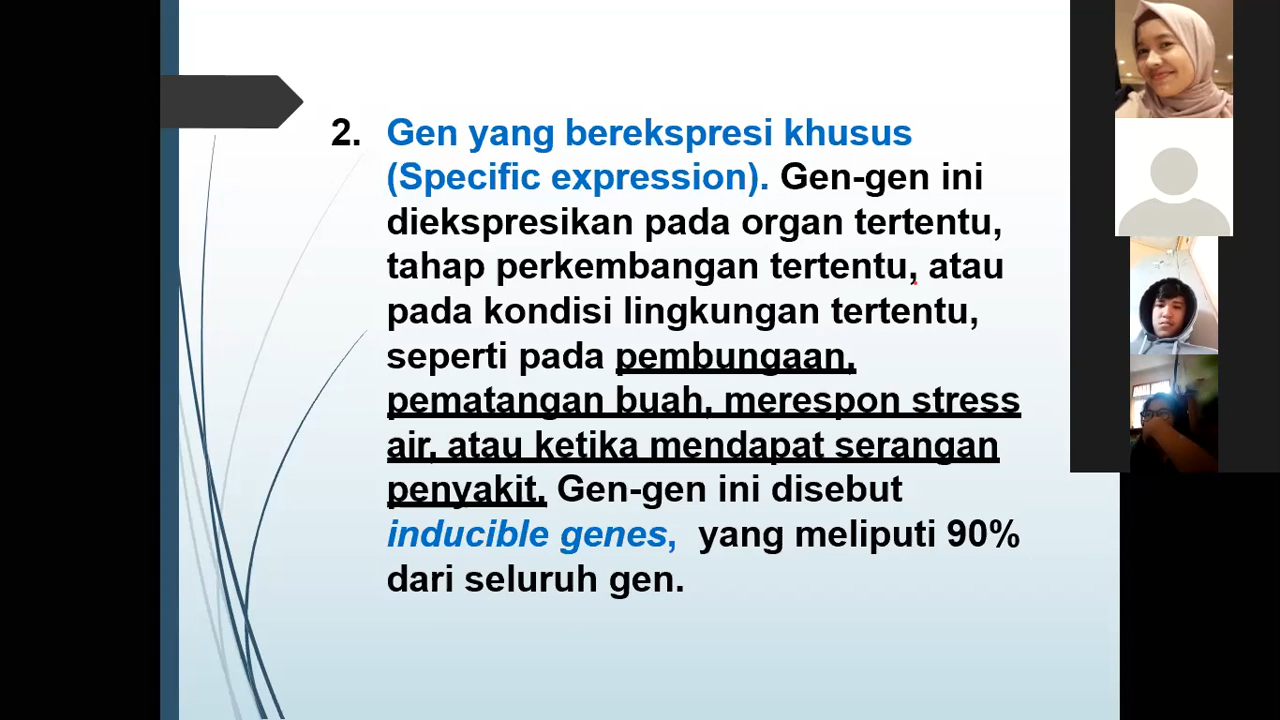 2. Gen yang berekspresi khusus
(Specific expression). Gen-gen ini
diekspresikan pada organ tertentu,
tahap perkembangan tertentu, atau
pada kondisi lingkungan tertentu,
seperti pada pembungaan,
pematangan buah, merespon stress
air, atau ketika mendapat serangan
penyakit. Gen-gen ini disebut
inducible genes, yang meliputi 90%
dari seluruh gen.